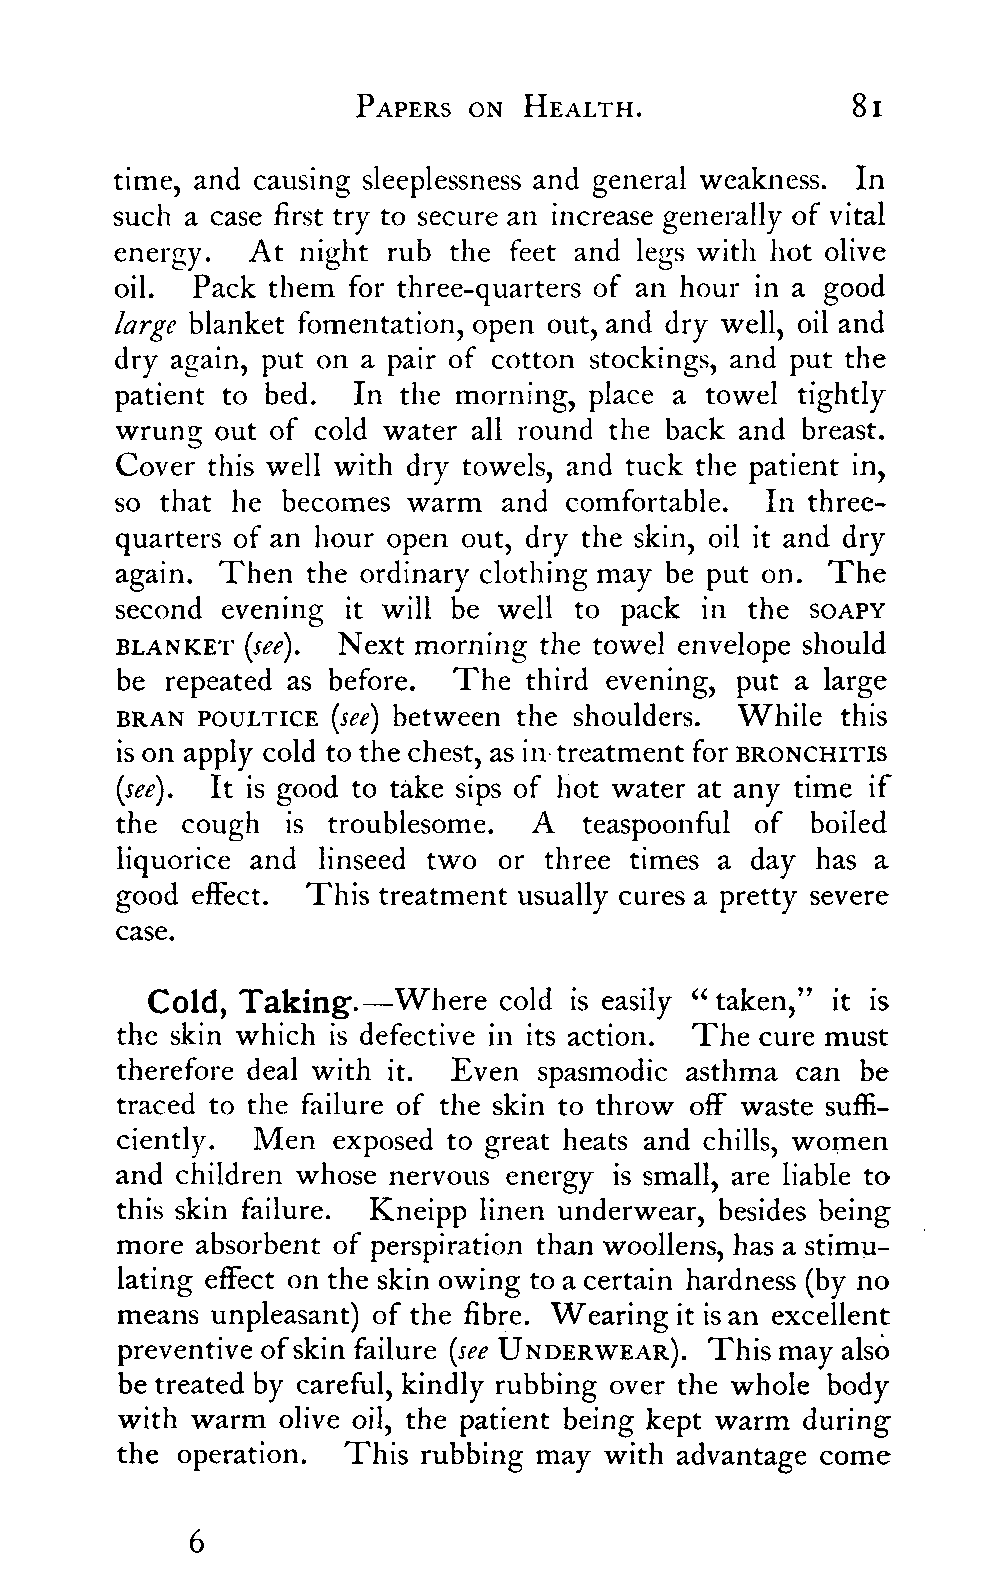 Papers on Health. 81
time, and causing sleeplessness and general weakness. In
such a case first try to secure an increase generally of vital
energy. At night rub the feet and legs with hot olive
oil. Pack them for three-quarters of an hour in a good
large blanket fomentation, open out, and dry well, oil and
dry again, put on a pair of cotton stockings, and put the
patient to bed. In the morning, place a towel tightly
wrung out of cold water all round the back and breast.
Cover this well with dry towels, and tuck the patient in,
so that he becomes warm and comfortable. In three-
quarters of an hour open out, dry the skin, oil it and dry
again. Then the ordinary clothing may be put on. The
second evening it will be well to pack in the SOAPY
BLANKET (see). Next morning the towel envelope should
be repeated as before. The third evening, put a large
BRAN POULTICE (see) between the shoulders. While this
is on apply cold to the chest, as in treatment for BRONCHITIS
(see). It is good to take sips of hot water at any time if
the cough is troublesome. A teaspoonful of boiled
liquorice and linseed two or three times a day has a
good effect. This treatment usually cures a pretty severe
case.
Cold, Taking.—Where cold is easily “taken,” it is
the skin which is defective in its action. The cure must
therefore deal with it. Even spasmodic asthma can be
traced to the failure of the skin to throw off waste suffi-
ciently. Men exposed to great heats and chills, women
and children whose nervous energy is small, are liable to
this skin failure. Kneipp linen underwear, besides being
more absorbent of perspiration than woollens, has a stimu-
lating effect on the skin owing to a certain hardness (by no
means unpleasant) of the fibre. Wearing it is an excellent
preventive of skin failure (see UNDERWEAR). This may also
be treated by careful, kindly rubbing over the whole body
with warm olive oil, the patient being kept warm during
the operation. This rubbing may with advantage come
6